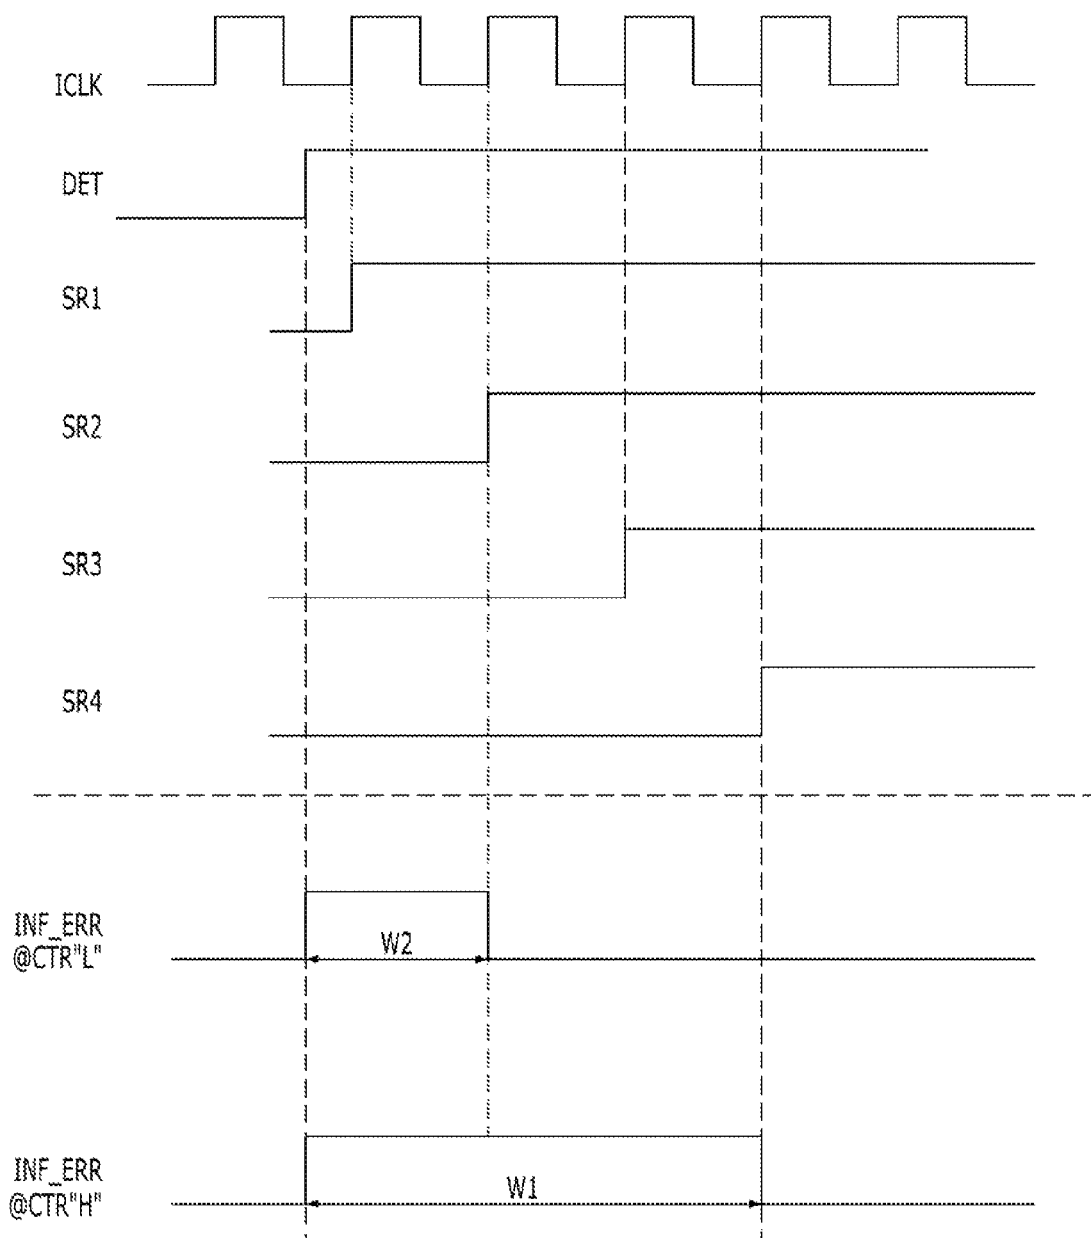 ICLK
DET
SR1
SR2
SR3
SR4
INF_ERR
@CTR"L"
W2
INF_ERR
@CTR"H"
W1